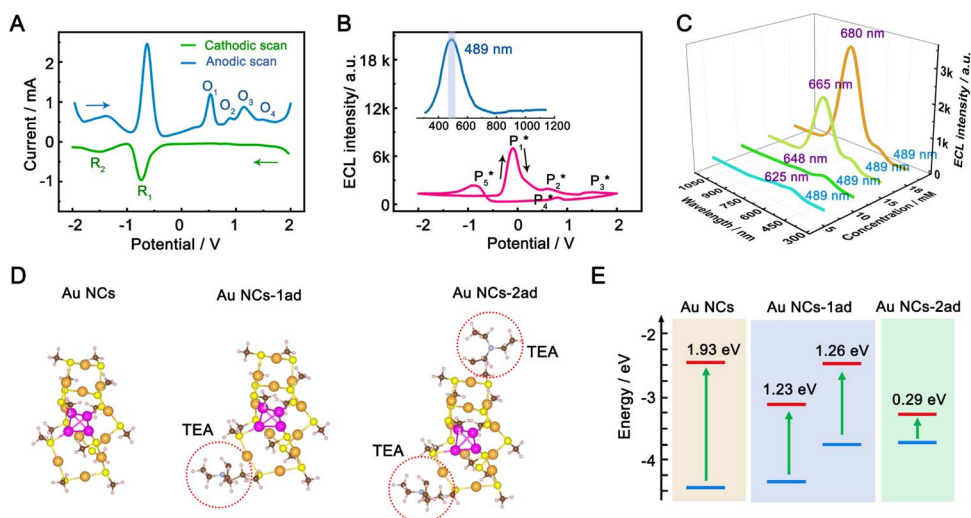 A
Cathodic scan
Anodic scan
O1
O2
O3
O4
R2
R1
Current / mA
2
1
0
-1
-2
-1
0
1
2
Potential / V
B
ECL intensity/ a.u.
18k
12k
6k
0
489 nm
300
600
900
1200
P1*
P2*
P3*
P4*
P5*
-2
-1
0
1
2
Potential / V
C
680 nm
665 nm
648 nm
625 nm
489 nm
489 nm
489 nm
489 nm
ECL intensity / a.u.
3k
2k
1k
0
Wavelength / nm
1050
900
750
600
450
300
Concentration / mM
5
10
15
18
D
Au NCs
Au NCs-1ad
Au NCs-2ad
TEA
TEA
TEA
E
Au NCs
Au NCs-1ad
Au NCs-2ad
Energy / eV
-2
-3
-4
1.93 eV
1.23 eV
1.26 eV
0.29 eV